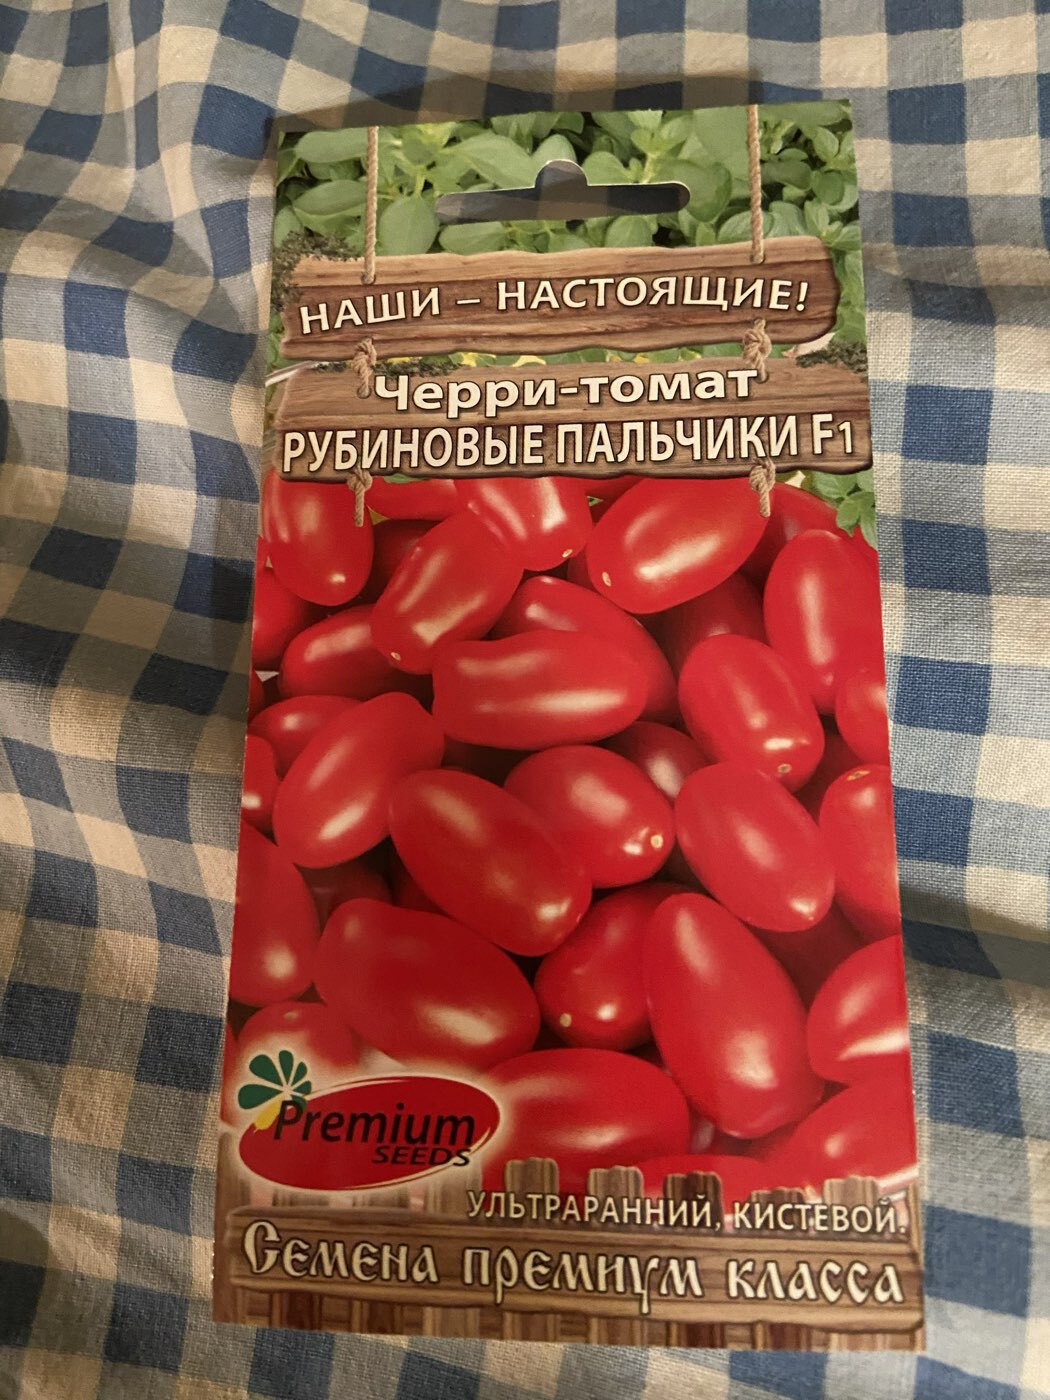 НАШИ – НАСТОЯЩИЕ!
Черри-томат
РУБИНОВЫЕ ПАЛЬЧИКИ F1
Premium
SEEDS
УЛЬТРАРАННИЙ, КИСТЕВОЙ.
Семена премиум класса